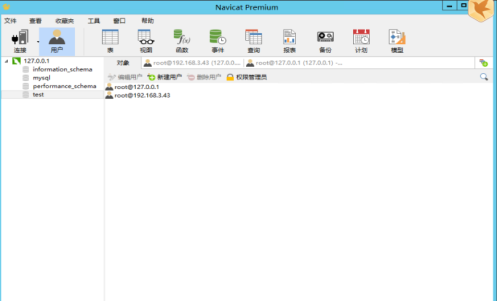 Navicat Premium
文件 查看 收藏夹 工具 窗口 帮助
连接 用户 表 视图 函数 事件 查询 报表 备份 计划 模型
127.0.0.1
information_schema
mysql
performance_schema
test
对象 root@192.168.3.43 (127.0.0... root@127.0.0.1 (127.0.0.1) -...
编辑用户 新建用户 删除用户 权限管理员
root@127.0.0.1
root@192.168.3.43